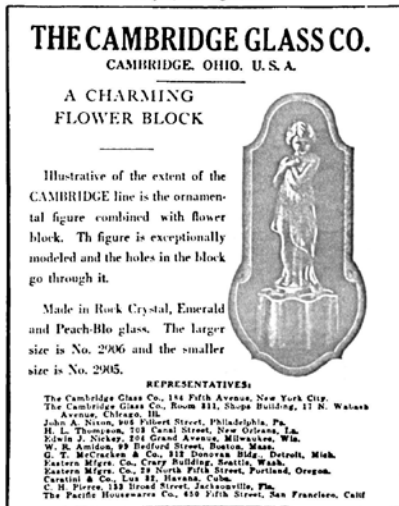 THE CAMBRIDGE GLASS CO.
CAMBRIDGE, OHIO, U. S. A.
A CHARMING
FLOWER BLOCK
Illustrative of the extent of the
CAMBRIDGE line is the ornamen-
tal figure combined with flower
block. Th figure is exceptionally
modeled and the holes in the block
go through it.
Made in Rock Crystal, Emerald
and Peach-Blo glass. The larger
size is No. 2906 and the smaller
size is No. 2905.
REPRESENTATIVES:
The Cambridge Glass Co., 184 Fifth Avenue, New York City.
The Cambridge Glass Co., Room 811, Shops Building, 17 N. Wabash
Avenue, Chicago, Ill.
John A. Nixon, 906 Filbert Street, Philadelphia, Pa.
H. L. Thompson, 703 Canal Street, New Orleans, La.
Edwin J. Nickey, 206 Grand Avenue, Milwaukee, Wis.
W. R. Amidon, 99 Bedford Street, Boston, Mass.
G. T. McCracken & Co., 312 Donovan Bldg., Detroit, Mich.
Eastern Mfgrs. Co., Crary Building, Seattle, Wash.
Eastern Mfgrs. Co., North Fifth Street, Portland, Oregon.
Caratini & Co., Luz Havana, Cuba.
C. H. Pierce, 133 Broad Street, Jacksonville, Fla.
The Pacific Housewares Co., 450 Fifth Street, San Francisco, Calif